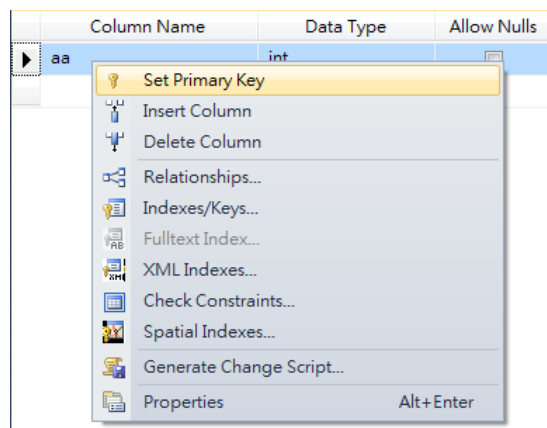 Column Name Data Type Allow Nulls
aa int
Set Primary Key
Insert Column
Delete Column
Relationships...
Indexes/Keys...
Fulltext Index...
XML Indexes...
Check Constraints...
Spatial Indexes...
Generate Change Script...
Properties Alt+Enter